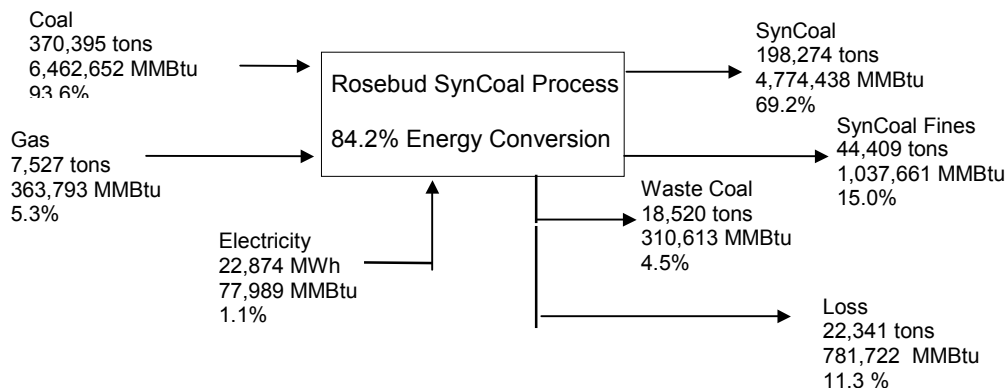 Coal
370,395 tons
6,462,652 MMBtu
93.6%
Gas
7,527 tons
363,793 MMBtu
5.3%
Electricity
22,874 MWh
77,989 MMBtu
1.1%
Rosebud SynCoal Process
84.2% Energy Conversion
SynCoal
198,274 tons
4,774,438 MMBtu
69.2%
SynCoal Fines
44,409 tons
1,037,661 MMBtu
15.0%
Waste Coal
18,520 tons
310,613 MMBtu
4.5%
Loss
22,341 tons
781,722 MMBtu
11.3 %